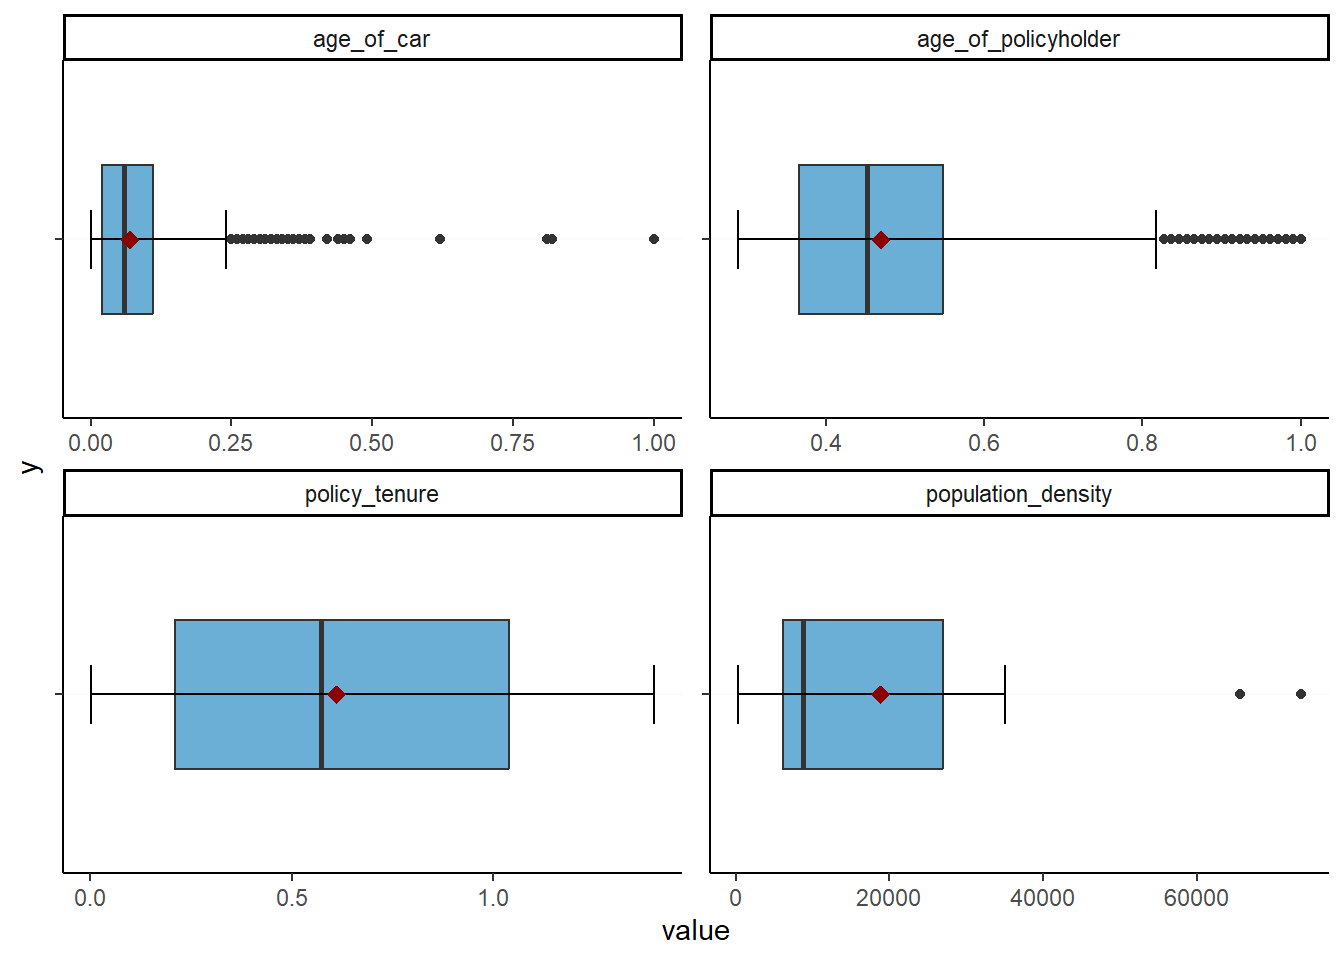 age_of_car
age_of_policyholder
0.00 0.25 0.50 0.75 1.00
0.4 0.6 0.8 1.0
y
policy_tenure
population_density
0.0 0.5 1.0
0 20000 40000 60000
value